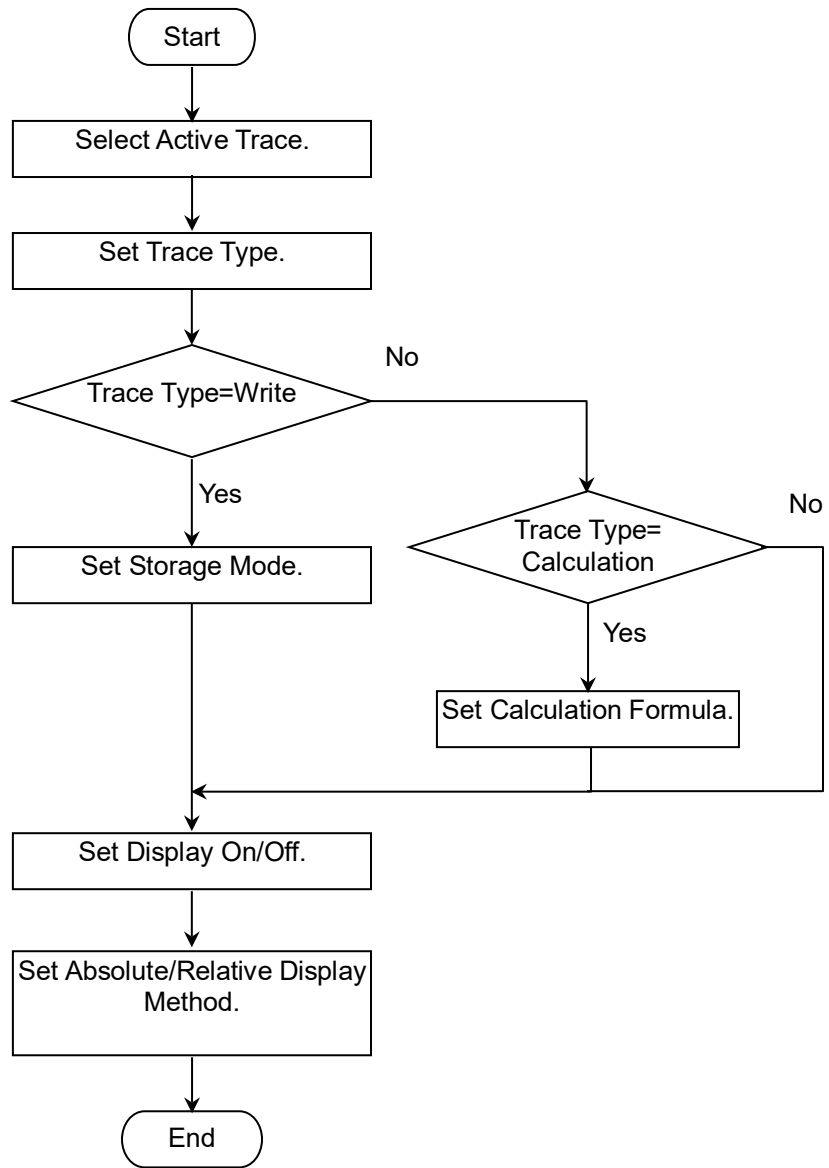 Start
Select Active Trace.
Set Trace Type.
No
Trace Type=Write
Yes
No
Trace Type=
Calculation
Set Storage Mode.
Yes
Set Calculation Formula.
Set Display On/Off.
Set Absolute/Relative Display
Method.
End